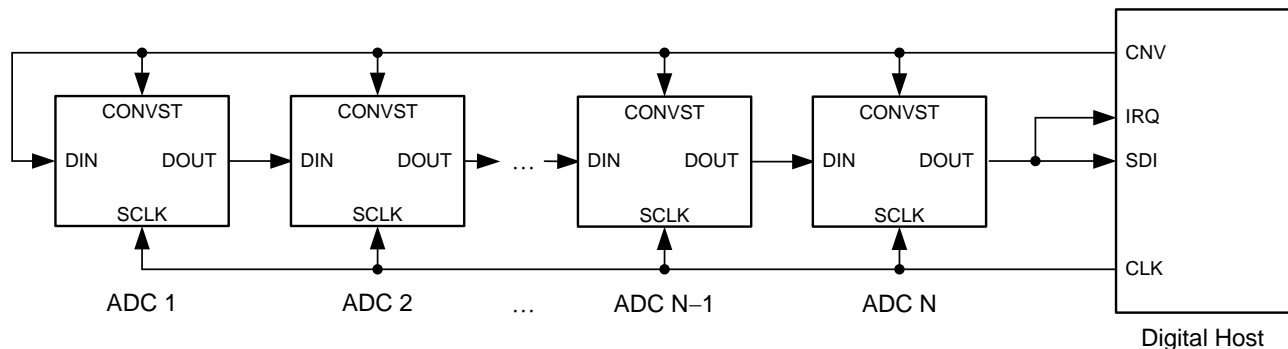 CNV
CONVST
CONVST
CONVST
CONVST
IRQ
DIN DOUT
DIN DOUT
...
DIN DOUT
DIN DOUT
SDI
SCLK
SCLK
SCLK
SCLK
CLK
ADC 1
ADC 2
...
ADC N−1
ADC N
Digital Host